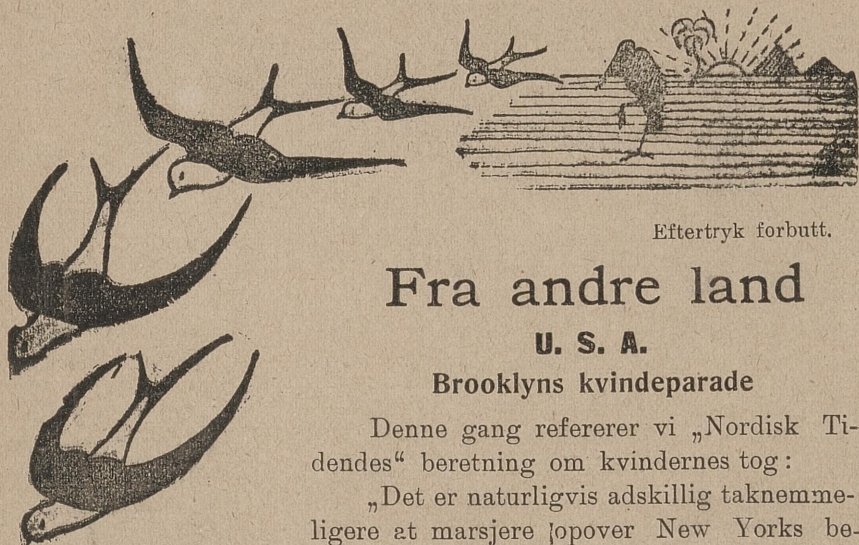 Eftertryk forbutt.
Fra andre land
U. S. A.
Brooklyns kvindeparade
Denne gang refererer vi „Nordisk Ti-
dendes“ beretning om kvindernes tog:
„Det er naturligvis adskillig taknemme-
ligere at marsjere opover New Yorks be-